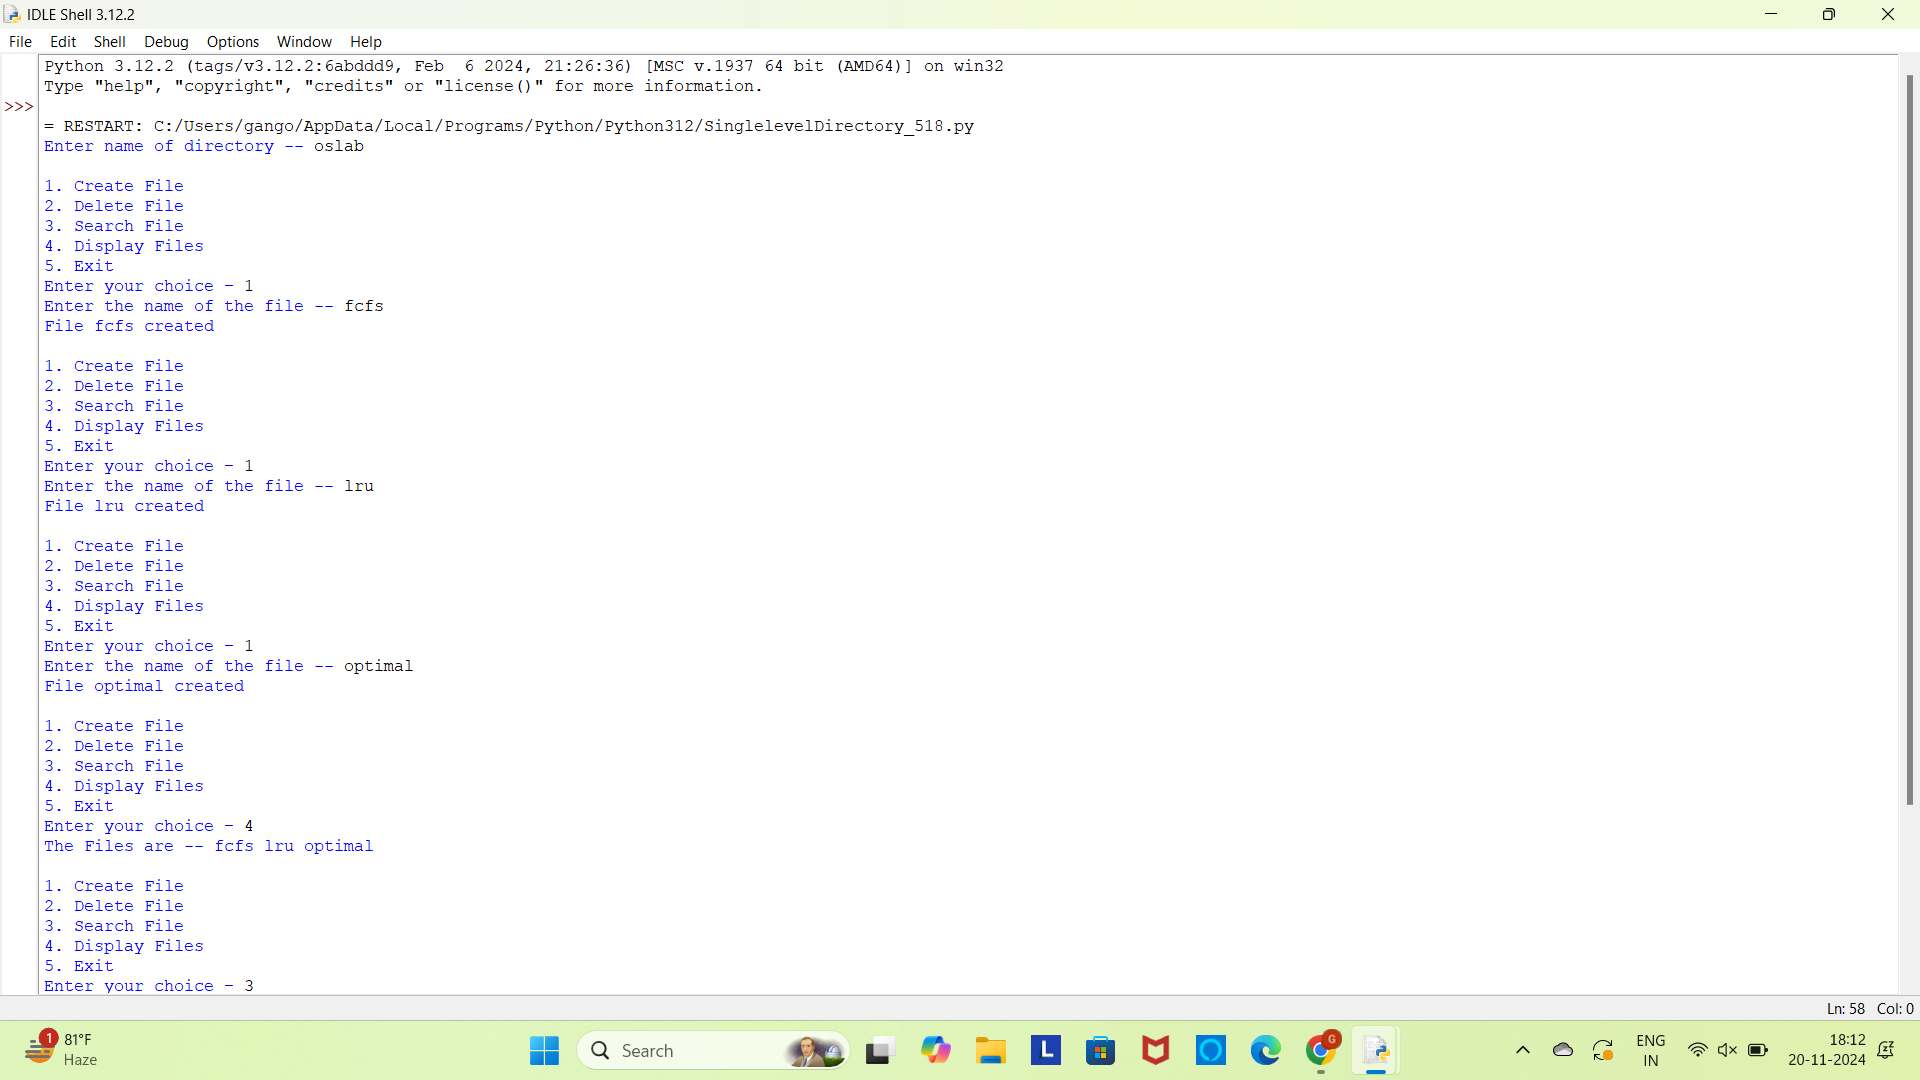 IDLE Shell 3.12.2
File Edit Shell Debug Options Window Help
Python 3.12.2 (tags/v3.12.2:6abddd9, Feb  6 2024, 21:26:36) [MSC v.1937 64 bit (AMD64)] on win32
Type "help", "copyright", "credits" or "license()" for more information.
>>>
= RESTART: C:/Users/gango/AppData/Local/Programs/Python/Python312/SinglelevelDirectory_518.py
Enter name of directory -- oslab
1. Create File
2. Delete File
3. Search File
4. Display Files
5. Exit
Enter your choice - 1
Enter the name of the file -- fcfs
File fcfs created
1. Create File
2. Delete File
3. Search File
4. Display Files
5. Exit
Enter your choice - 1
Enter the name of the file -- lru
File lru created
1. Create File
2. Delete File
3. Search File
4. Display Files
5. Exit
Enter your choice - 1
Enter the name of the file -- optimal
File optimal created
1. Create File
2. Delete File
3. Search File
4. Display Files
5. Exit
Enter your choice - 4
The Files are -- fcfs lru optimal
1. Create File
2. Delete File
3. Search File
4. Display Files
5. Exit
Enter your choice - 3
Ln: 58 Col: 0
1
81°F
Haze
Search
L
G
ENG
IN
18:12
20-11-2024